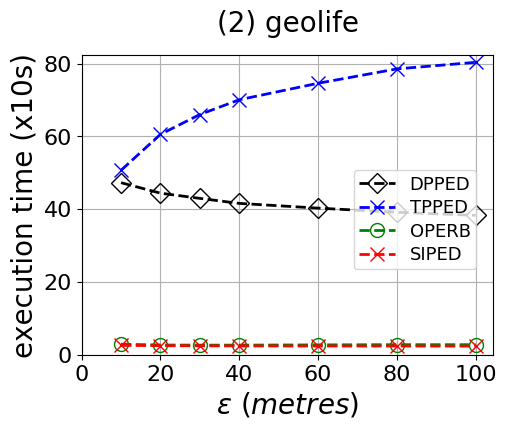 (2) geolife
execution time (x10s)
80
60
40
20
0
DPPED
TPPED
OPERB
SIPED
0 20 40 60 80 100
ε (metres)